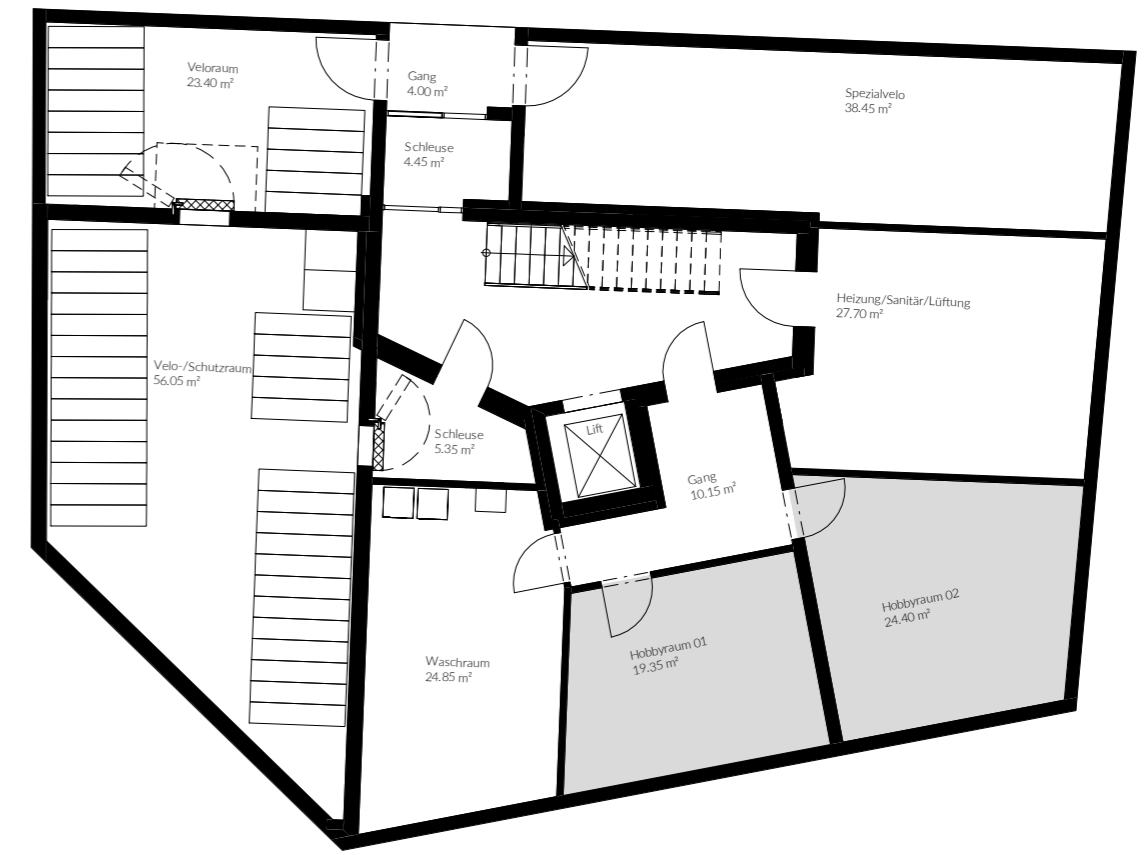 Veloraum
23.40 m²
Gang
4.00 m²
Spezialvelo
38.45 m²
Schleuse
4.45 m²
Heizung/Sanitär/Lüftung
27.70 m²
Velo-/Schutzraum
56.05 m²
Schleuse
5.35 m²
Lift
Gang
10.15 m²
Hobbyraum 02
24.40 m²
Hobbyraum 01
19.35 m²
Waschraum
24.85 m²